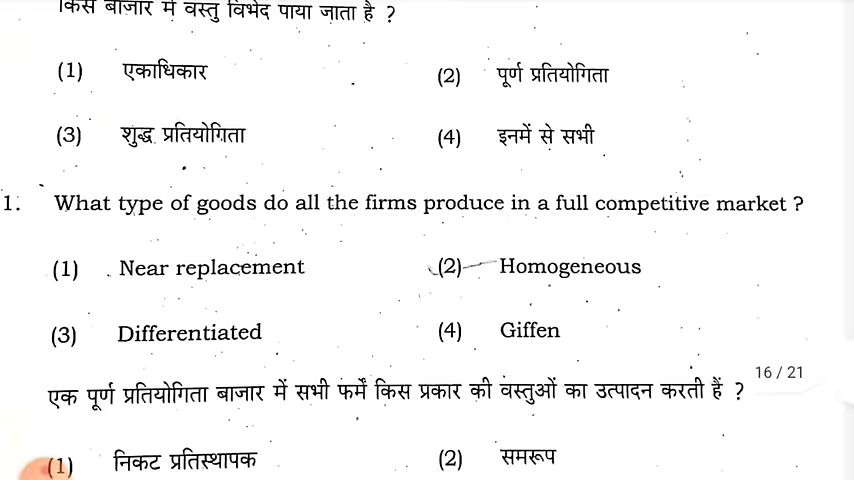 किस बाजार में वस्तु विभेद पाया जाता है ?
(1) एकाधिकार (2) पूर्ण प्रतियोगिता
(3) शुद्ध प्रतियोगिता (4) इनमें से सभी
1. What type of goods do all the firms produce in a full competitive market ?
(1) Near replacement (2) Homogeneous
(3) Differentiated (4) Giffen
16 / 21
एक पूर्ण प्रतियोगिता बाजार में सभी फर्में किस प्रकार की वस्तुओं का उत्पादन करती हैं ?
(1) निकट प्रतिस्थापक (2) समरूप